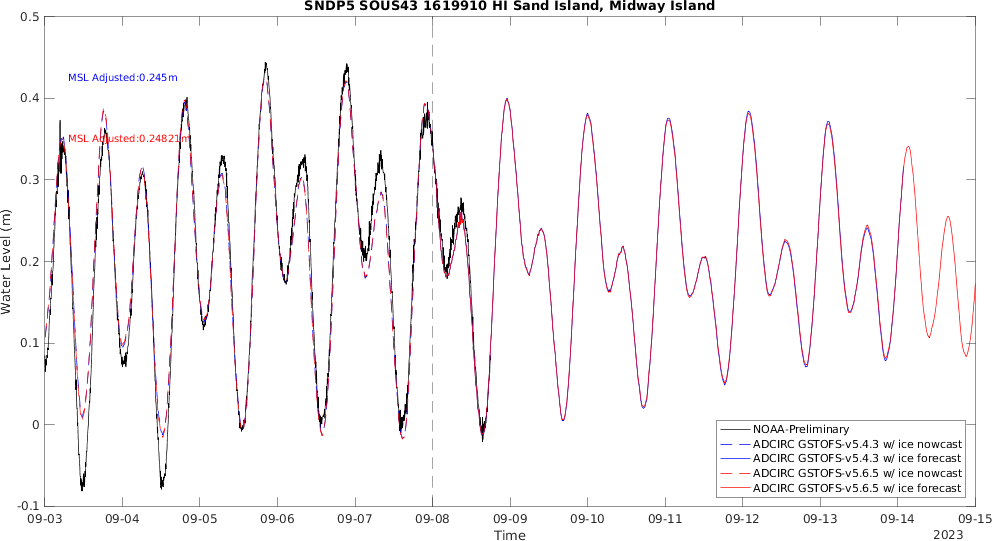 SNDP5 SOUS43 1619910 HI Sand Island, Midway Island
0.5
0.4
0.3
0.2
0.1
0
-0.1
Water Level (m)
MSL Adjusted:0.245m
MSL Adjusted:0.24821m
NOAA-Preliminary
ADCIRC GSTOFS-v5.4.3 w/ ice nowcast
ADCIRC GSTOFS-v5.4.3 w/ ice forecast
ADCIRC GSTOFS-v5.6.5 w/ ice nowcast
ADCIRC GSTOFS-v5.6.5 w/ ice forecast
09-03 09-04 09-05 09-06 09-07 09-08 09-09 09-10 09-11 09-12 09-13 09-14 09-15
Time
2023